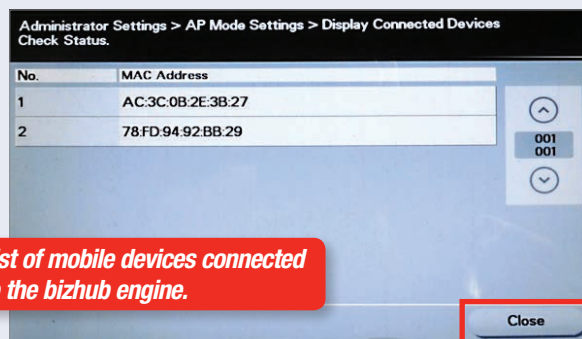 Administrator Settings > AP Mode Settings > Display Connected Devices
Check Status.
No. MAC Address
1 AC:3C:0B:2E:3B:27
2 78:FD:94:92:BB:29
001
001
of mobile devices connected
the bizhub engine.
Close